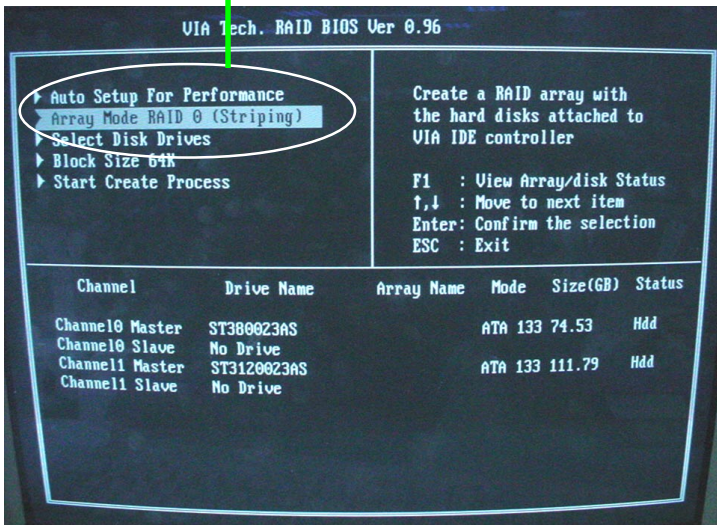 VIA Tech. RAID BIOS Ver 0.96
Auto Setup For Performance
Array Mode RAID 0 (Striping)
Select Disk Drives
Block Size 64K
Start Create Process
Create a RAID array with
the hard disks attached to
VIA IDE controller
F1 : View Array/disk Status
↑,↓ : Move to next item
Enter: Confirm the selection
ESC : Exit
Channel Drive Name Array Name Mode Size(GB) Status
Channel0 Master ST380023AS ATA 133 74.53 Hdd
Channel0 Slave No Drive
Channel1 Master ST3120023AS ATA 133 111.79 Hdd
Channel1 Slave No Drive